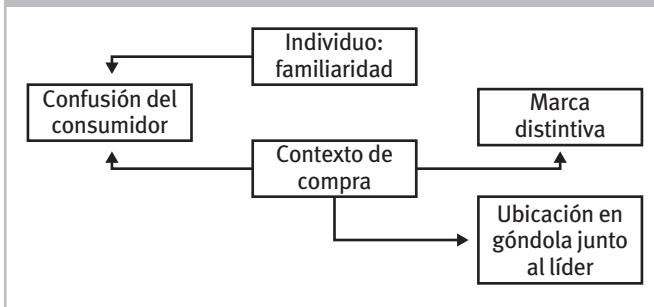 Individuo:
familiaridad
Confusión del
consumidor
Marca
distintiva
Contexto de
compra
Ubicación en
góndola junto
al líder